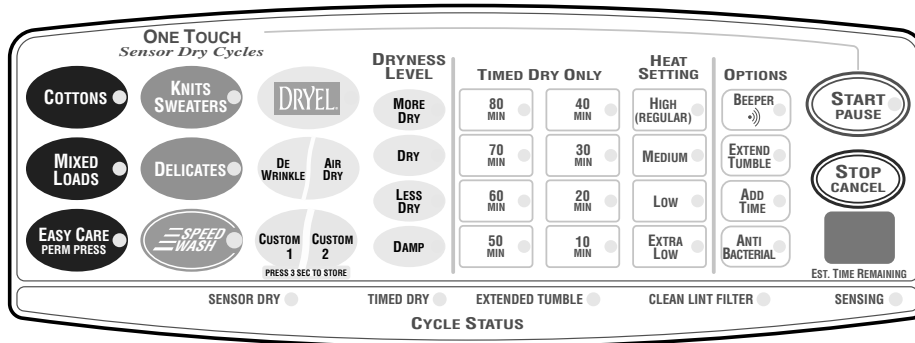 ONE TOUCH
Sensor Dry Cycles
COTTONS
KNITS
SWEATERS
DRYEL.
MIXED
LOADS
DELICATES
DE
WRINKLE
AIR
DRY
EASY CARE
PERM PRESS
SPEED
WASH
CUSTOM
1
CUSTOM
2
PRESS 3 SEC TO STORE
DRYNESS
LEVEL
MORE
DRY
DRY
LESS
DRY
DAMP
TIMED DRY ONLY
80
MIN
40
MIN
70
MIN
30
MIN
60
MIN
20
MIN
50
MIN
10
MIN
HEAT
SETTING
HIGH
(REGULAR)
MEDIUM
LOW
EXTRA
LOW
OPTIONS
BEEPER
EXTEND
TUMBLE
ADD
TIME
ANTI
BACTERIAL
START
PAUSE
STOP
CANCEL
EST. TIME REMAINING
SENSOR DRY
TIMED DRY
EXTENDED TUMBLE
CLEAN LINT FILTER
SENSING
CYCLE STATUS